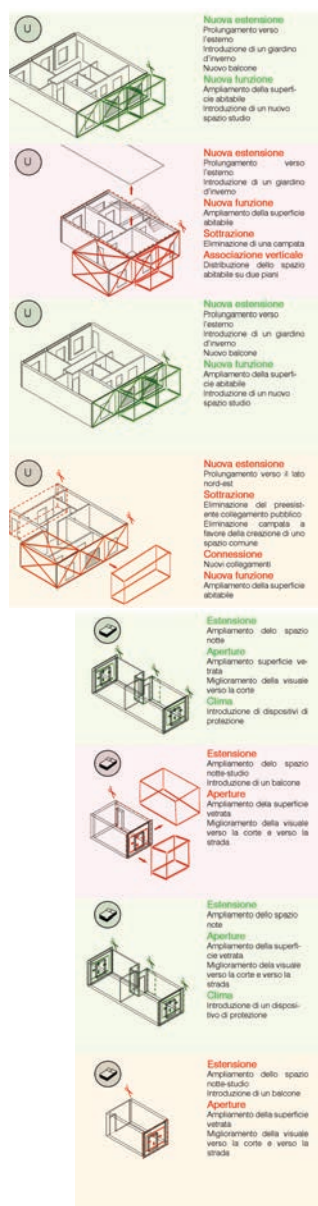 U
Nuova estensione
Prolungamento verso
l'esterno
Introduzione di un giardino
d'inverno
Nuovo balcone
Nuova funzione
Ampliamento della superfi-
cie abitabile
Introduzione di un nuovo
spazio studio
U
Nuova estensione
Prolungamento verso
l'esterno
Introduzione di un giardino
d'inverno
Nuova funzione
Ampliamento della superficie
abitabile
Sottrazione
Eliminazione di una campata
Associazione verticale
Distribuzione dello spazio
abitabile su due piani
U
Nuova estensione
Prolungamento verso
l'esterno
Introduzione di un giardino
d'inverno
Nuovo balcone
Nuova funzione
Ampliamento della superfi-
cie abitabile
Introduzione di un nuovo
spazio studio
U
Nuova estensione
Prolungamento verso il lato
nord-est
Sottrazione
Eliminazione del preesist-
ente collegamento pubblico
Eliminazione campata a
favore della creazione di uno
spazio comune
Connessione
Nuovi collegamenti
Nuova funzione
Ampliamento della superficie
abitabile
Estensione
Ampliamento delo spazio
notte
Aperture
Ampliamento superficie ve-
trata
Miglioramento della visuale
verso la corte
Clima
Introduzione di dispositivi di
protezione
Estensione
Ampliamento delo spazio
notte-studio
Introduzione di un balcone
Aperture
Ampliamento dela superficie
vetrata
Miglioramento della visuale
verso la corte e verso la
strada
Estensione
Ampliamento dello spazio
note
Aperture
Ampliamento della superfi-
cie vetrata
Miglioramento dela visuale
verso la corte e verso la
strada
Clima
Introduzione di un disposi-
tivo di protezione
Estensione
Ampliamento dello spazio
notte-studio
Introduzione di un balcone
Aperture
Ampliamento della superficie
vetrata
Miglioramento della visuale
verso la corte e verso la
strada